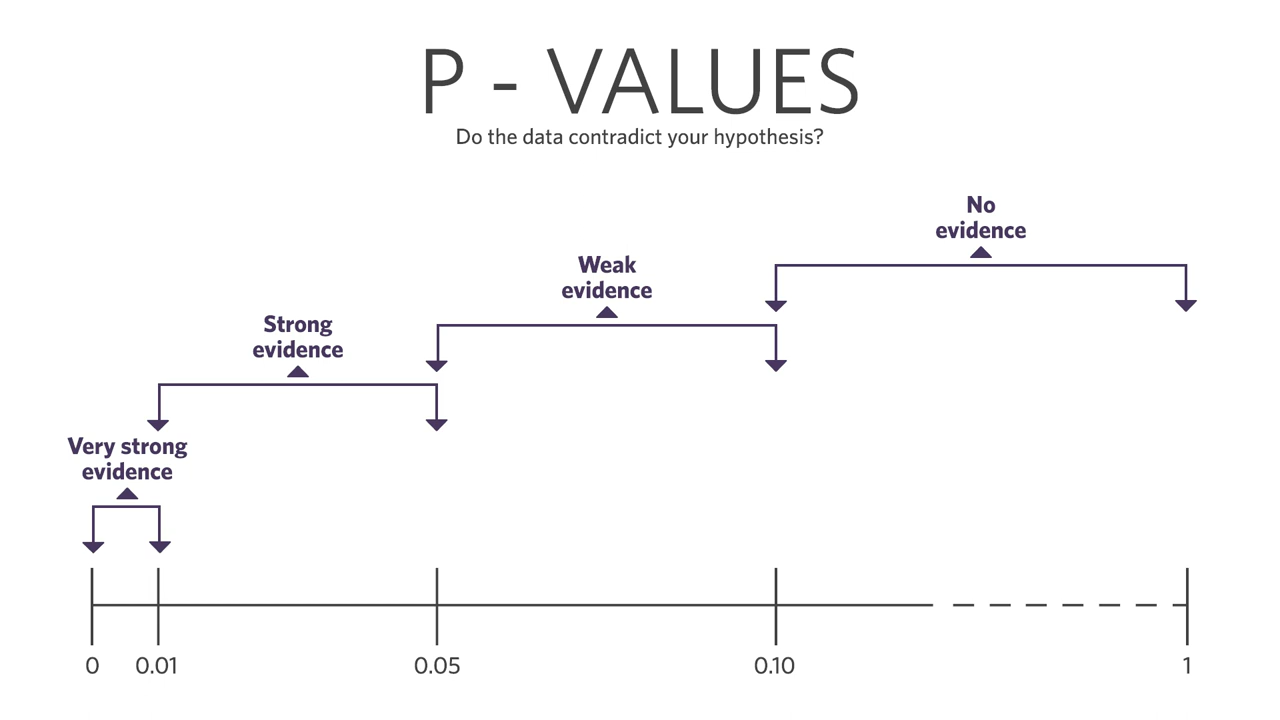 P - VALUES
Do the data contradict your hypothesis?
No
evidence
Weak
evidence
Strong
evidence
Very strong
evidence
0
0.01
0.05
0.10
1